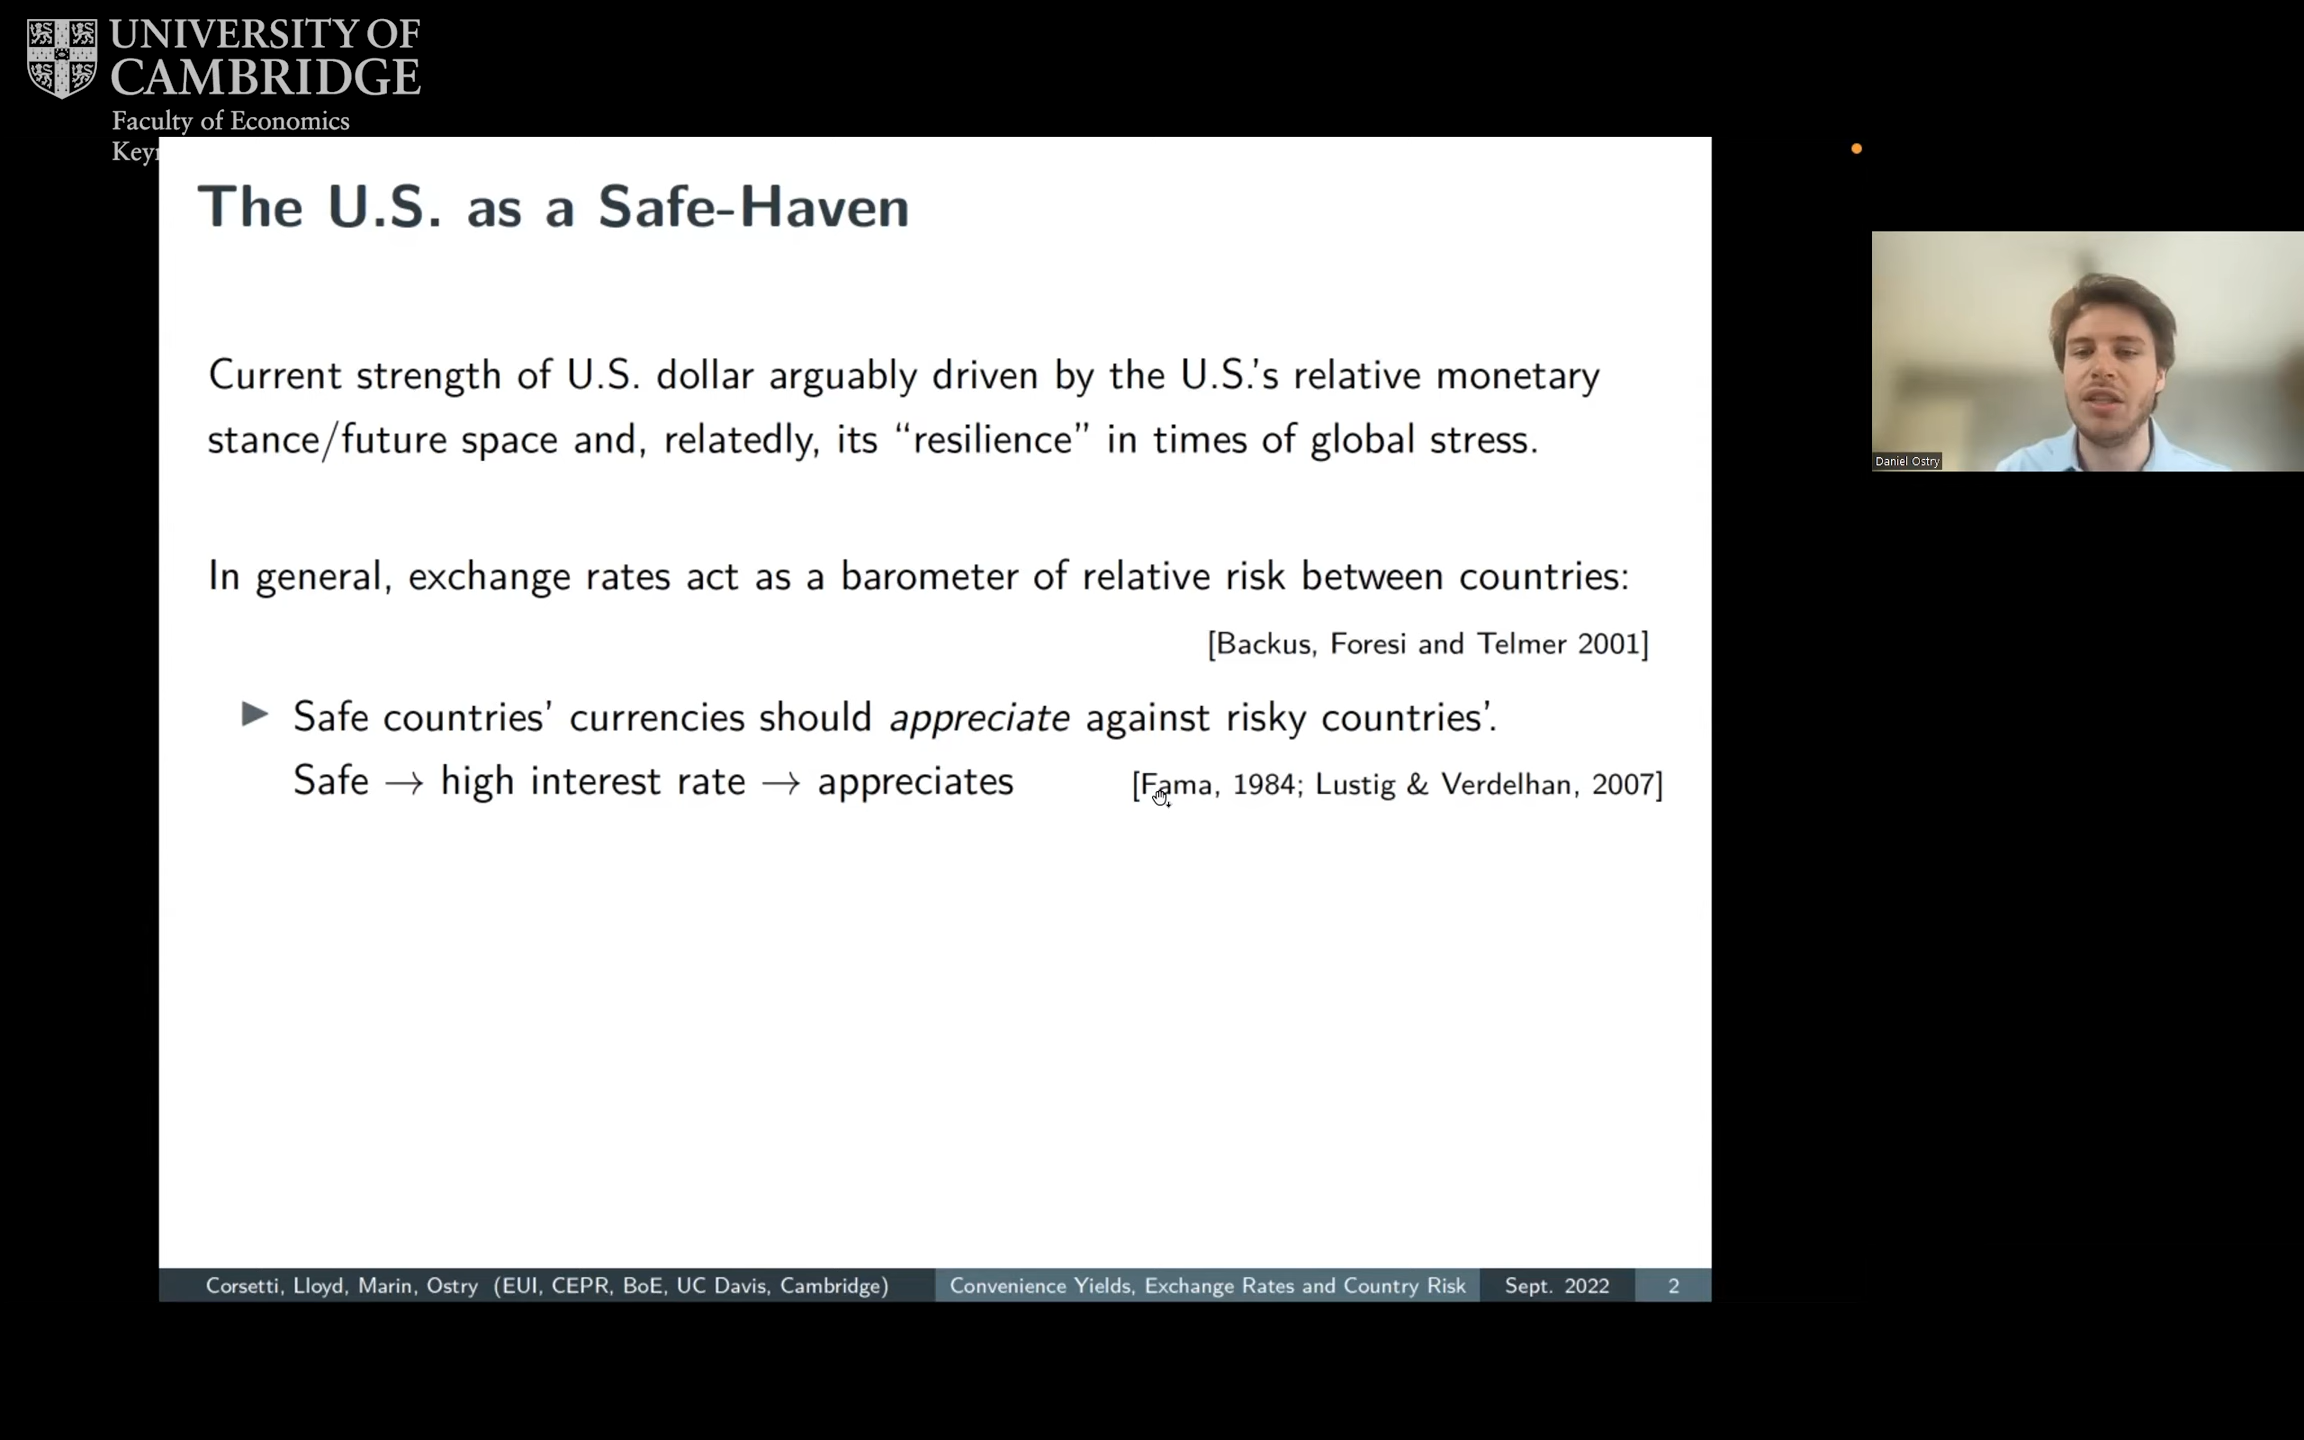 UNIVERSITY OF
CAMBRIDGE
Faculty of Economics
The U.S. as a Safe-Haven
Current strength of U.S. dollar arguably driven by the U.S.'s relative monetary
stance/future space and, relatedly, its “resilience” in times of global stress.
In general, exchange rates act as a barometer of relative risk between countries:
[Backus, Foresi and Telmer 2001]
▶ Safe countries' currencies should appreciate against risky countries'.
Safe → high interest rate → appreciates [Fama, 1984; Lustig & Verdelhan, 2007]
Corsetti, Lloyd, Marin, Ostry (EUI, CEPR, BoE, UC Davis, Cambridge) Convenience Yields, Exchange Rates and Country Risk Sept. 2022 2
Daniel Ostry